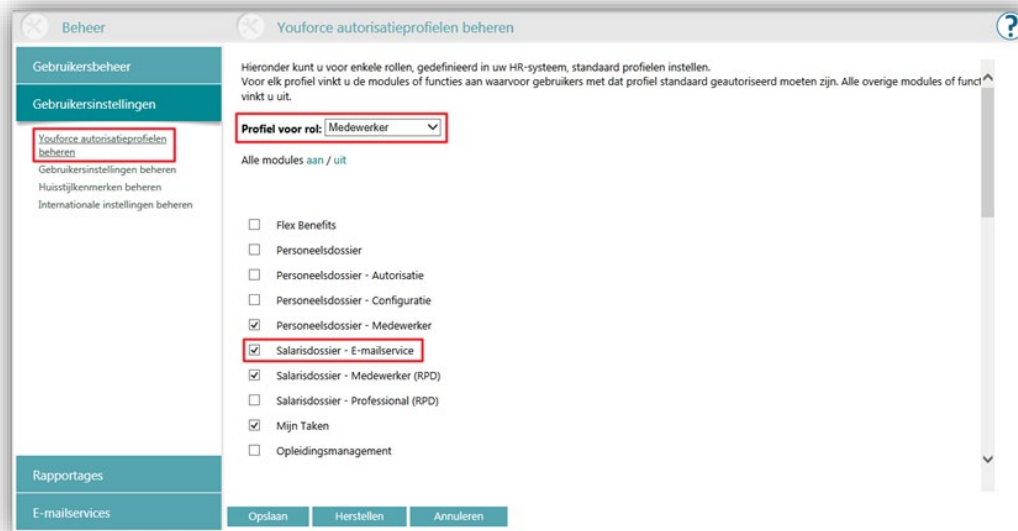 Beheer
Youforce autorisatieprofielen beheren
?
Gebruikersbeheer
Gebruikersinstellingen
Youforce autorisatieprofielen
beheren
Gebruikersinstellingen beheren
Huisstijlkenmerken beheren
Internationale instellingen beheren
Rapportages
E-mailservices
Hieronder kunt u voor enkele rollen, gedefinieerd in uw HR-systeem, standaard profielen instellen.
Voor elk profiel vinkt u de modules of functies aan waarvoor gebruikers met dat profiel standaard geautoriseerd moeten zijn. Alle overige modules of funct
vinkt u uit.
Profiel voor rol: Medewerker
Alle modules aan / uit
Flex Benefits
Personeelsdossier
Personeelsdossier - Autorisatie
Personeelsdossier - Configuratie
Personeelsdossier - Medewerker
Salarisdossier - E-mailservice
Salarisdossier - Medewerker (RPD)
Salarisdossier - Professional (RPD)
Mijn Taken
Opleidingsmanagement
Opslaan
Herstellen
Annuleren